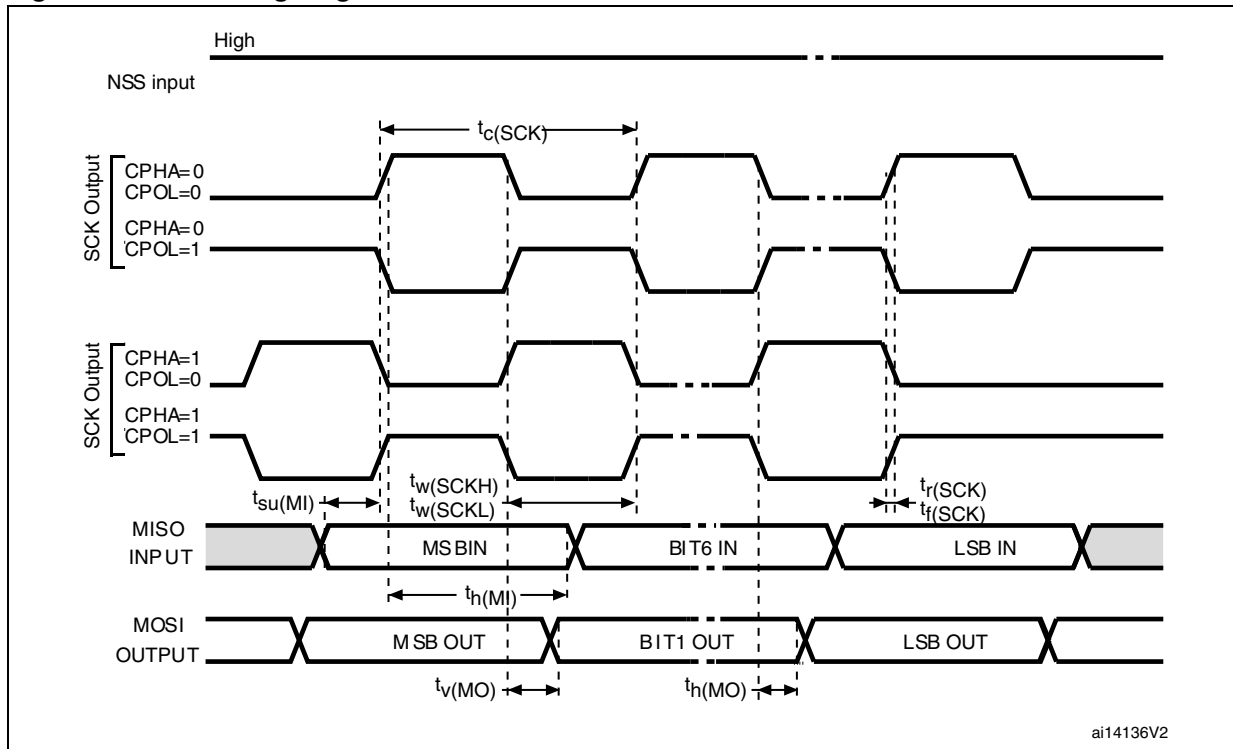 High
NSS input
tc(SCK)
SCK Output
CPHA=0
CPOL=0
CPHA=0
CPOL=1
SCK Output
CPHA=1
CPOL=0
CPHA=1
CPOL=1
tsu(MI)
tw(SCKH)
tw(SCKL)
tr(SCK)
tf(SCK)
MISO
INPUT
MSBIN
BIT6 IN
LSB IN
th(MI)
MOSI
OUTPUT
MSB OUT
BIT1 OUT
LSB OUT
tv(MO)
th(MO)
ai14136V2